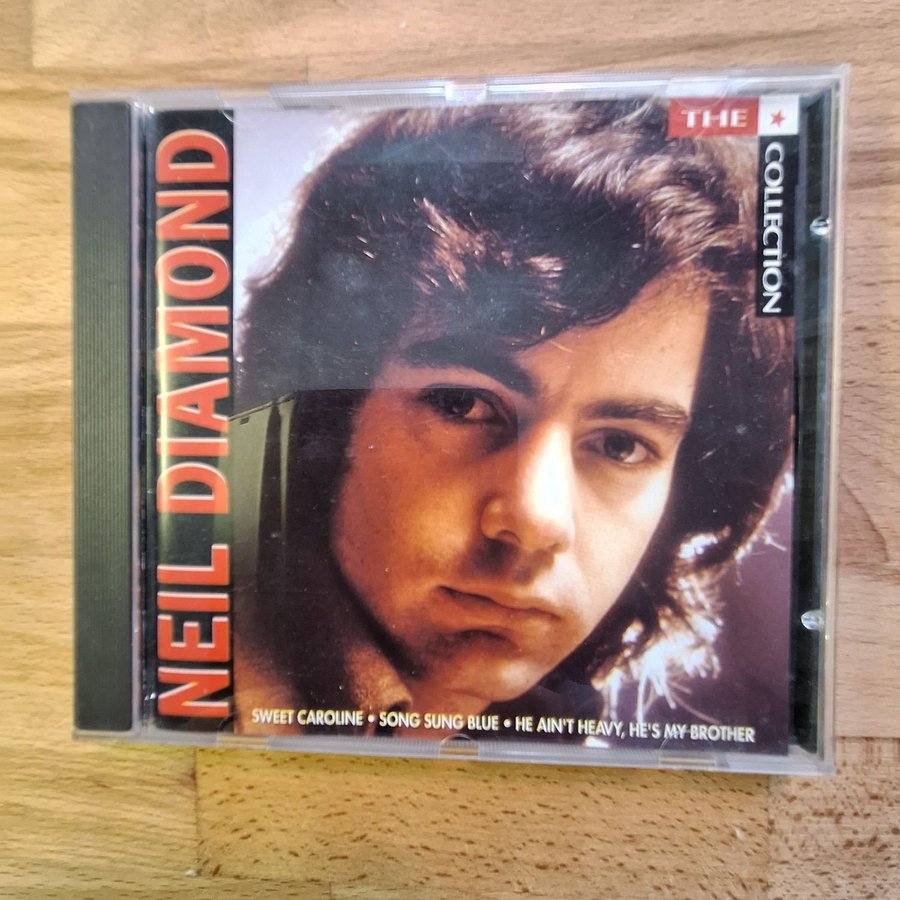 NEIL DIAMOND
THE
COLLECTION
SWEET CAROLINE • SONG SUNG BLUE • HE AIN'T HEAVY, HE'S MY BROTHER